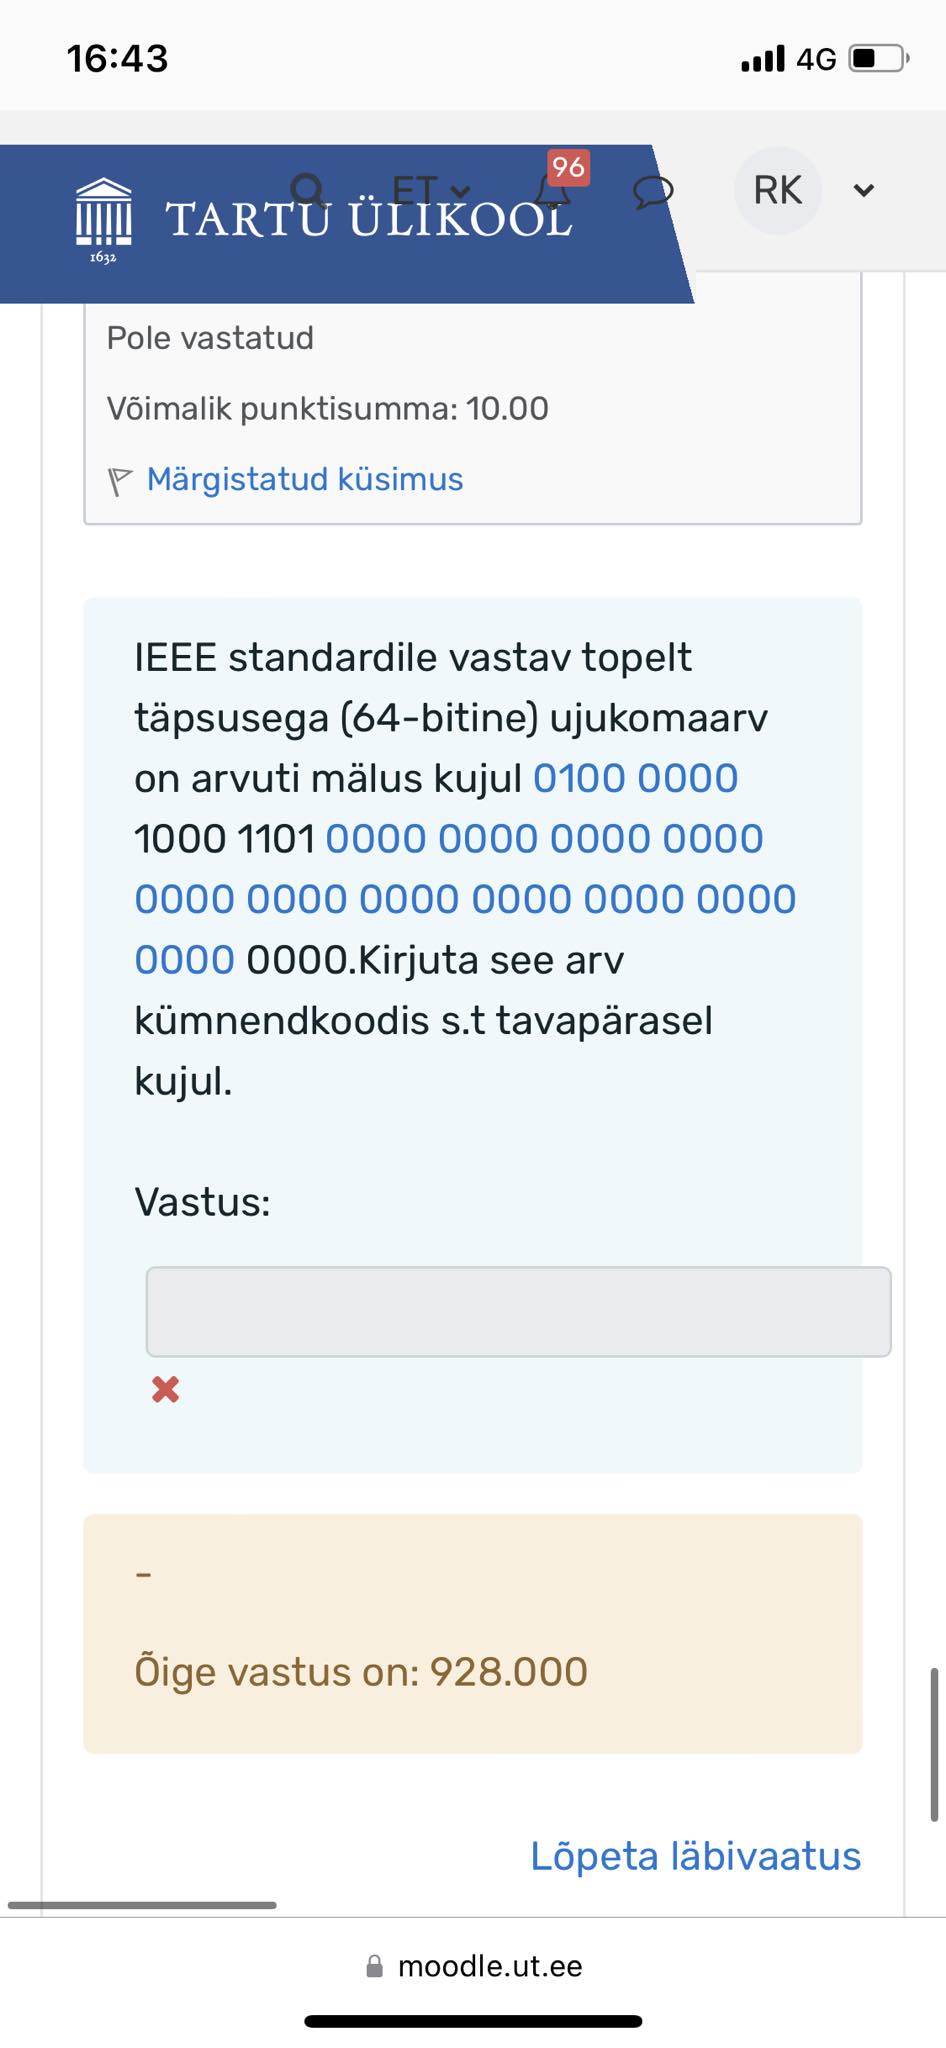 16:43
4G
96
ET
RK
TARTU ÜLIKOOL
1632
Pole vastatud
Võimalik punktisumma: 10.00
Märgistatud küsimus
IEEE standardile vastav topelt
täpsusega (64-bitine) ujukomaarv
on arvuti mälus kujul 0100 0000
1000 1101 0000 0000 0000 0000
0000 0000 0000 0000 0000 0000
0000 0000.Kirjuta see arv
kümnendkoodis s.t tavapärasel
kujul.
Vastus:
-
Õige vastus on: 928.000
Lõpeta läbivaatus
moodle.ut.ee